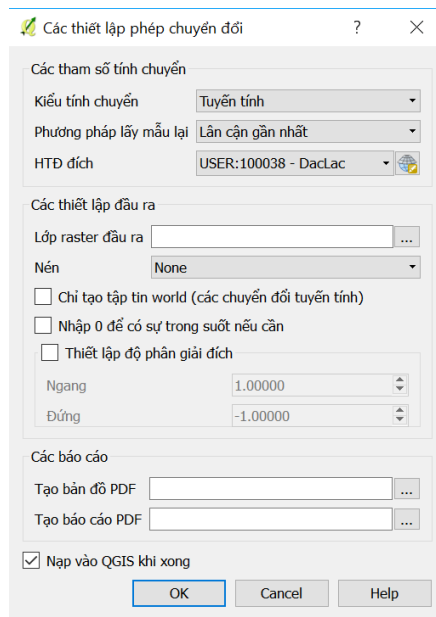 Các thiết lập phép chuyển đổi ?
Các tham số tính chuyển
Kiểu tính chuyển Tuyến tính
Phương pháp lấy mẫu lại Lân cận gần nhất
HTĐ đích USER:100038 - DacLac
Các thiết lập đầu ra
Lớp raster đầu ra ...
Nén None
Chỉ tạo tập tin world (các chuyển đổi tuyến tính)
Nhập 0 để có sự trong suốt nếu cần
Thiết lập độ phân giải đích
Ngang 1.00000
Đứng -1.00000
Các báo cáo
Tạo bản đồ PDF ...
Tạo báo cáo PDF ...
Nạp vào QGIS khi xong
OK Cancel Help